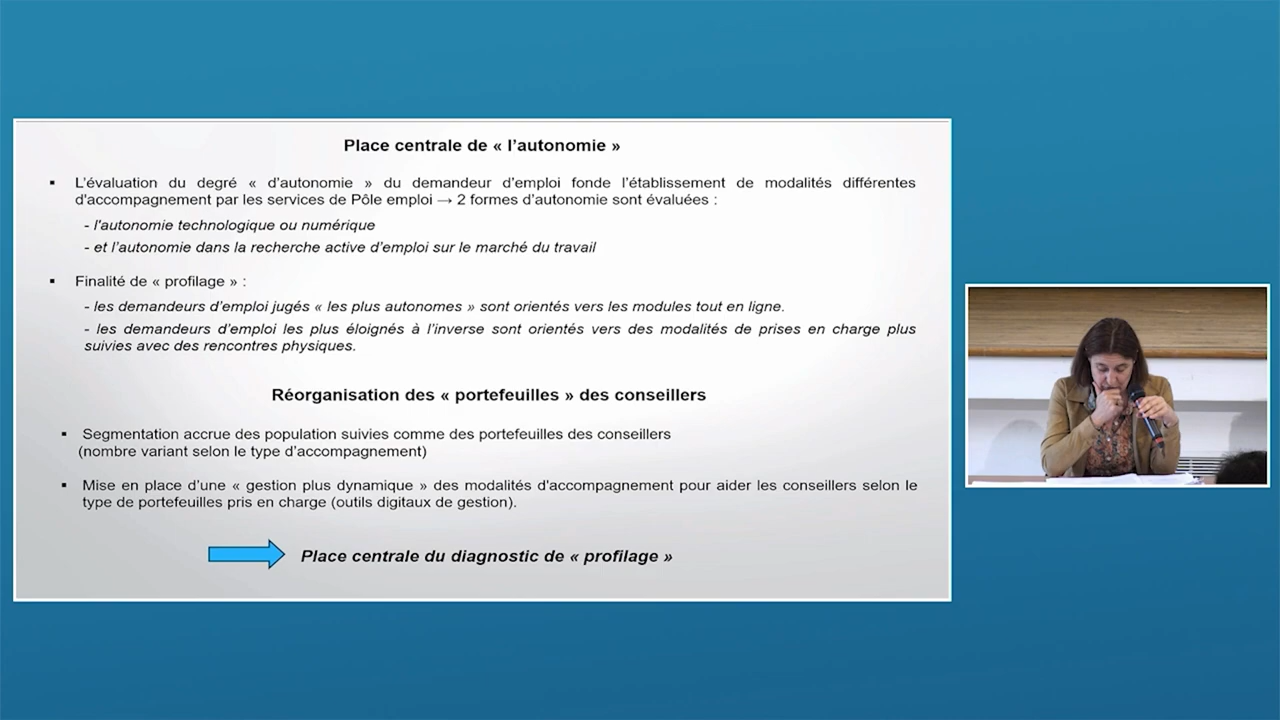 Place centrale de « l’autonomie »
▪ L’évaluation du degré « d’autonomie » du demandeur d’emploi fonde l’établissement de modalités différentes
d'accompagnement par les services de Pôle emploi → 2 formes d’autonomie sont évaluées :
- l'autonomie technologique ou numérique
- et l’autonomie dans la recherche active d’emploi sur le marché du travail
▪ Finalité de « profilage » :
- les demandeurs d’emploi jugés « les plus autonomes » sont orientés vers les modules tout en ligne.
- les demandeurs d’emploi les plus éloignés à l’inverse sont orientés vers des modalités de prises en charge plus
suivies avec des rencontres physiques.
Réorganisation des « portefeuilles » des conseillers
▪ Segmentation accrue des population suivies comme des portefeuilles des conseillers
(nombre variant selon le type d’accompagnement)
▪ Mise en place d’une « gestion plus dynamique » des modalités d'accompagnement pour aider les conseillers selon le
type de portefeuilles pris en charge (outils digitaux de gestion).
Place centrale du diagnostic de « profilage »